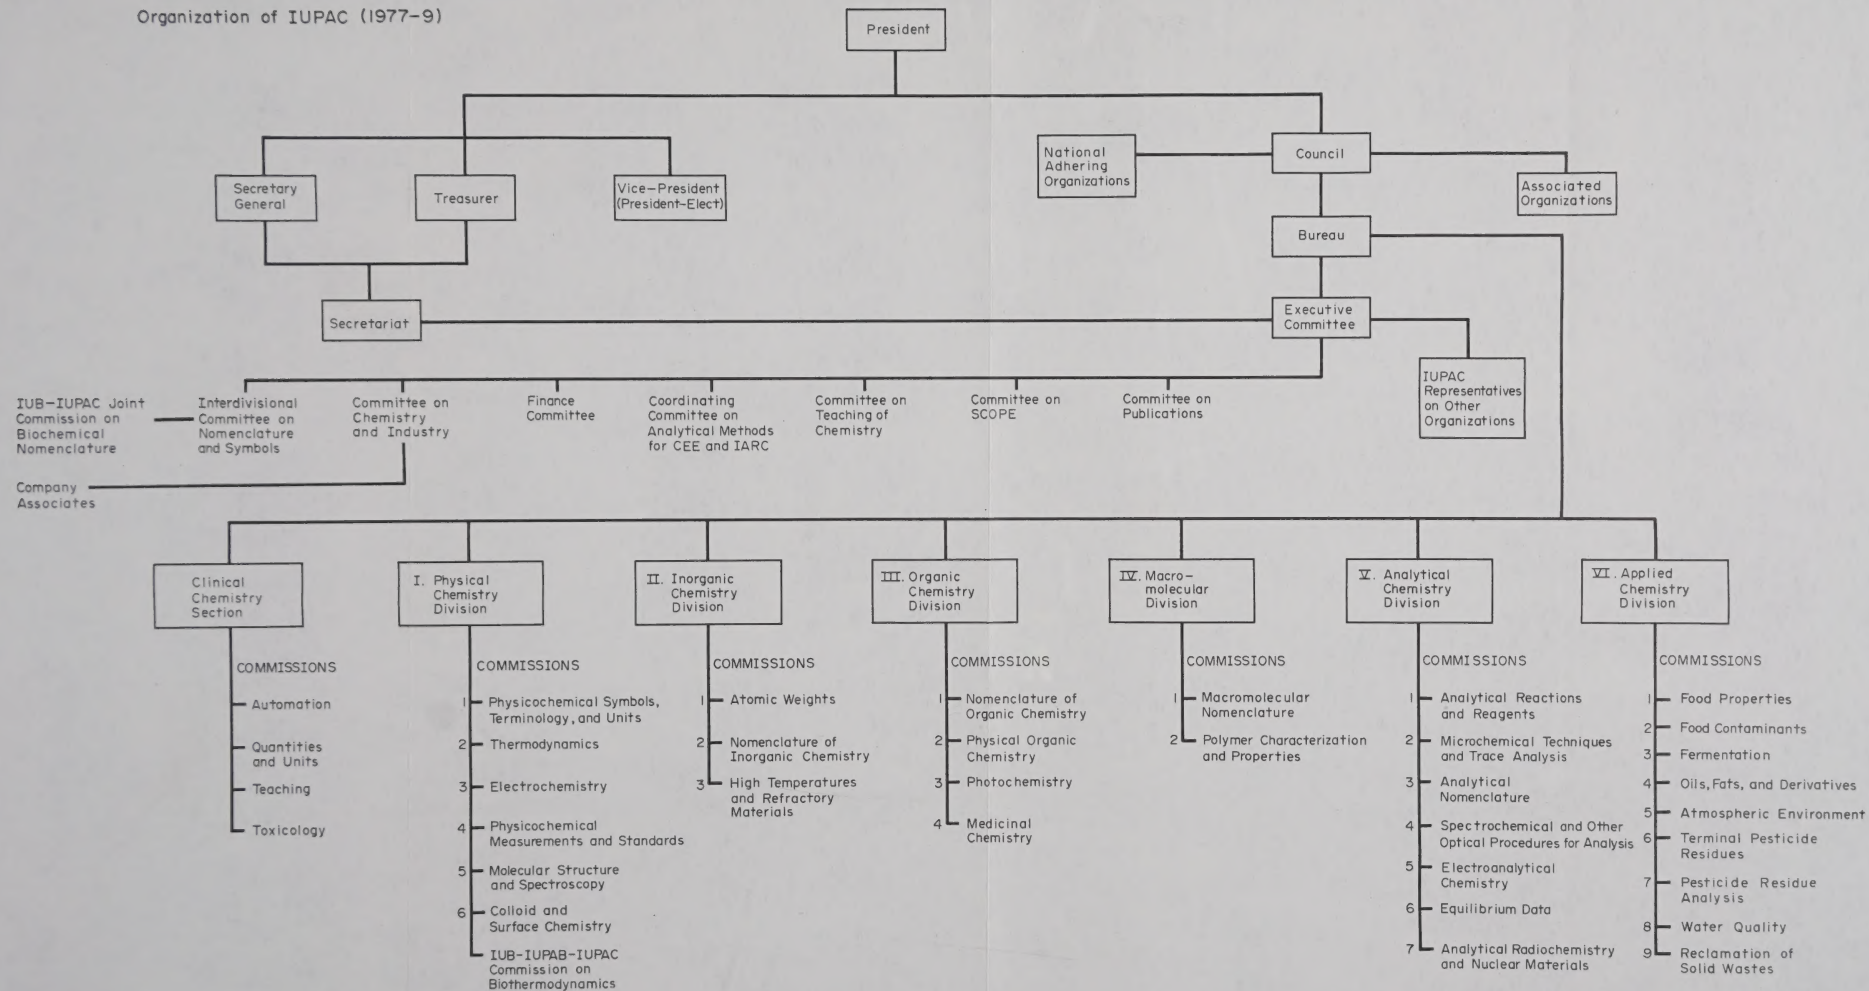 Organization of IUPAC (1977-9)
President
Secretary
General
Treasurer
Vice-President
(President-Elect)
National
Adhering
Organizations
Council
Associated
Organizations
Bureau
Secretariat
Executive
Committee
IUPAC
Representatives
on Other
Organizations
IUB-IUPAC Joint
Commission on
Biochemical
Nomenclature
Interdivisional
Committee on
Nomenclature
and Symbols
Committee on
Chemistry
and Industry
Finance
Committee
Coordinating
Committee on
Analytical Methods
for CEE and IARC
Committee on
Teaching of
Chemistry
Committee on
SCOPE
Committee on
Publications
Company
Associates
Clinical
Chemistry
Section
COMMISSIONS
Automation
Quantities
and Units
Teaching
Toxicology
I. Physical
Chemistry
Division
COMMISSIONS
1 Physicochemical Symbols,
Terminology, and Units
2 Thermodynamics
3 Electrochemistry
4 Physicochemical
Measurements and Standards
5 Molecular Structure
and Spectroscopy
6 Colloid and
Surface Chemistry
IUB-IUPAB-IUPAC
Commission on
Biothermodynamics
II. Inorganic
Chemistry
Division
COMMISSIONS
1 Atomic Weights
2 Nomenclature of
Inorganic Chemistry
3 High Temperatures
and Refractory
Materials
III. Organic
Chemistry
Division
COMMISSIONS
1 Nomenclature of
Organic Chemistry
2 Physical Organic
Chemistry
3 Photochemistry
4 Medicinal
Chemistry
IV. Macro-
molecular
Division
COMMISSIONS
1 Macromolecular
Nomenclature
2 Polymer Characterization
and Properties
V. Analytical
Chemistry
Division
COMMISSIONS
1 Analytical Reactions
and Reagents
2 Microchemical Techniques
and Trace Analysis
3 Analytical
Nomenclature
4 Spectrochemical and Other
Optical Procedures for Analysis
5 Electroanalytical
Chemistry
6 Equilibrium Data
7 Analytical Radiochemistry
and Nuclear Materials
VI. Applied
Chemistry
Division
COMMISSIONS
1 Food Properties
2 Food Contaminants
3 Fermentation
4 Oils, Fats, and Derivatives
5 Atmospheric Environment
6 Terminal Pesticide
Residues
7 Pesticide Residue
Analysis
8 Water Quality
9 Reclamation of
Solid Wastes